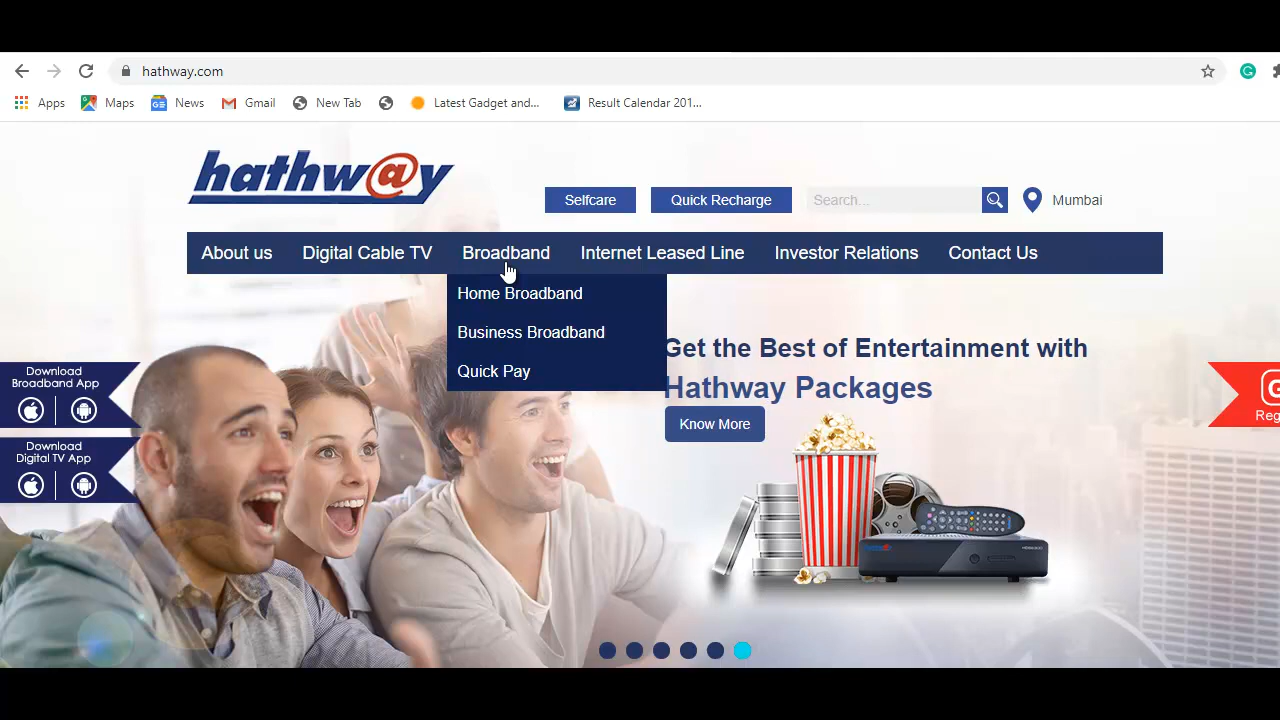 hathway.com
Apps Maps News Gmail New Tab Latest Gadget and... Result Calendar 201...
hathw@y
Selfcare Quick Recharge Search... Mumbai
About us Digital Cable TV Broadband Internet Leased Line Investor Relations Contact Us
Home Broadband
Business Broadband
Quick Pay
Get the Best of Entertainment with
Hathway Packages
Know More
Download
Broadband App
Download
Digital TV App
Reg
hathway